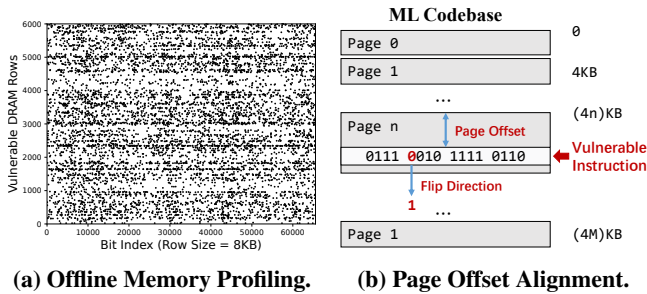 6000
5000
4000
3000
2000
1000
0
Vulnerable DRAM Rows
0 10000 20000 30000 40000 50000 60000
Bit Index (Row Size = 8KB)
(a) Offline Memory Profiling.
ML Codebase
Page 0
0
Page 1
4KB
...
(4n)KB
Page n
Page Offset
0111 0010 1111 0110
Vulnerable
Instruction
Flip Direction
1
...
Page 1
(4M)KB
(b) Page Offset Alignment.